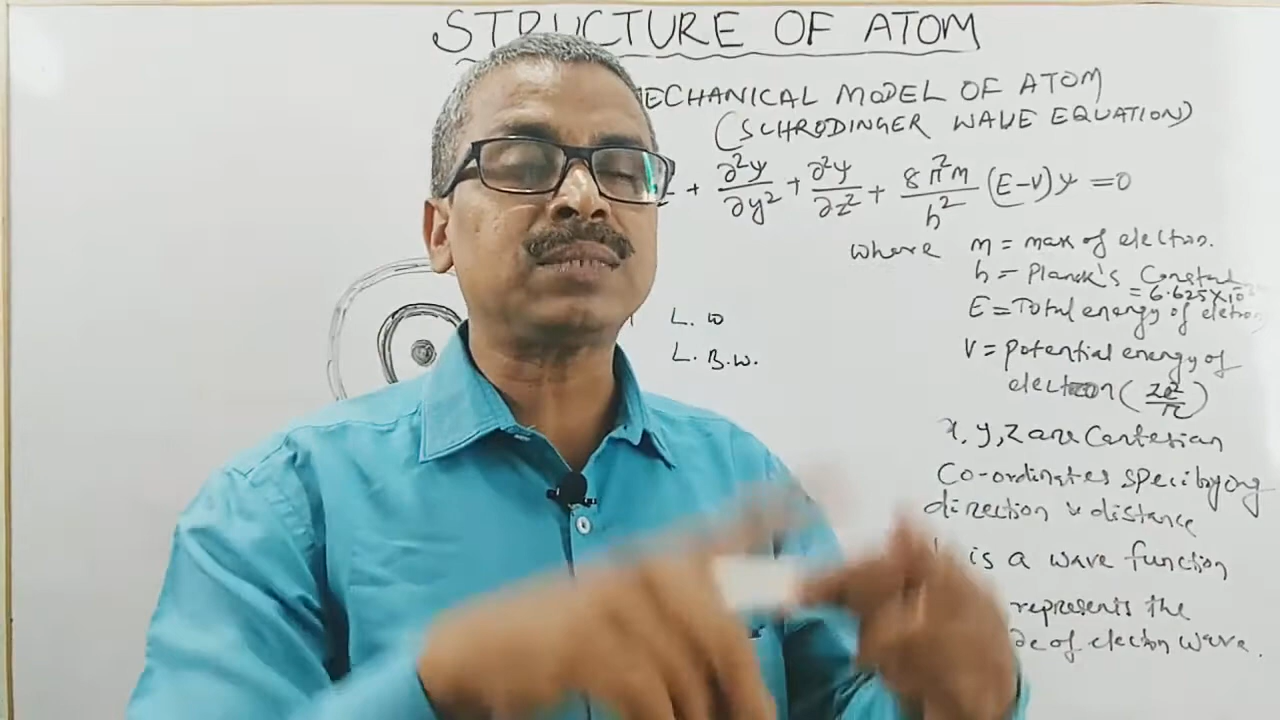 STRUCTURE OF ATOM
MECHANICAL MODEL OF ATOM
(SCHRODINGER WAVE EQUATION)
+ ∂²ψ/∂y² + ∂²ψ/∂z² + 8π²m/h² (E-V)ψ = 0
where m = mass of electron.
h = Planck's Constant
= 6.625×10
E = Total energy of electron
V = potential energy of
electron (Ze²/r)
x, y, z are Cartesian
Co-ordinates specifying
direction & distance
is a wave function
represents the
of electron wave.
L. W
L. B.W.